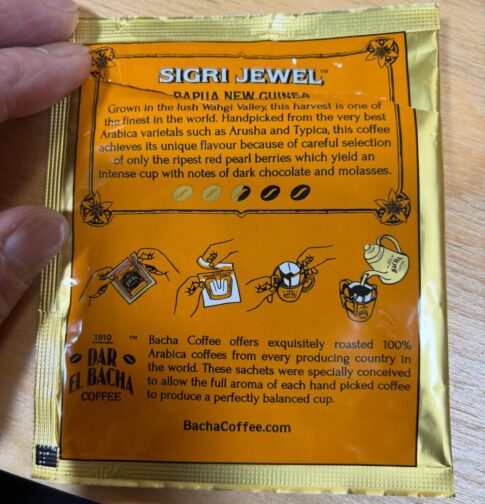 SIGRI JEWEL™
PAPUA NEW GUINEA
Grown in the lush Wahgi Valley, this harvest is one of
the finest in the world. Handpicked from the very best
Arabica varietals such as Arusha and Typica, this coffee
achieves its unique flavour because of careful selection
of only the ripest red pearl berries which yield an
intense cup with notes of dark chocolate and molasses.
1910
™
DAR
EL BACHA
COFFEE
Bacha Coffee offers exquisitely roasted 100%
Arabica coffees from every producing country in
the world. These sachets were specially conceived
to allow the full aroma of each hand picked coffee
to produce a perfectly balanced cup.
BachaCoffee.com